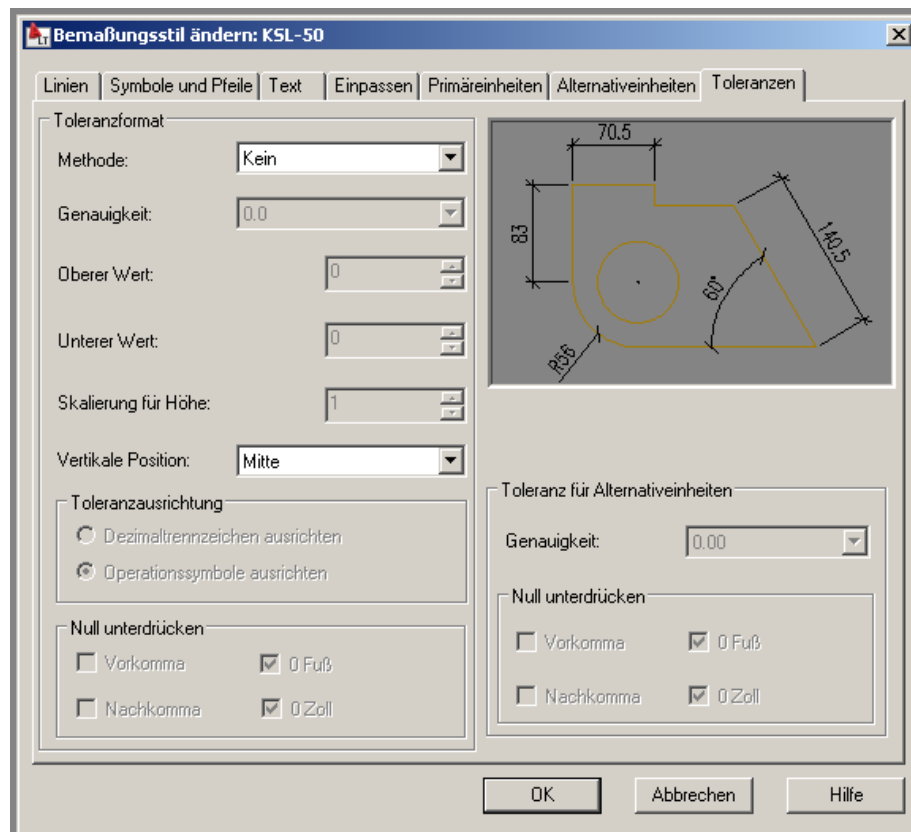 LT
Bemaßungsstil ändern: KSL-50
Linien Symbole und Pfeile Text Einpassen Primäreinheiten Alternativeinheiten Toleranzen
Toleranzformat
Methode: Kein
Genauigkeit: 0.0
Oberer Wert: 0
Unterer Wert: 0
Skalierung für Höhe: 1
Vertikale Position: Mitte
Toleranzausrichtung
Dezimaltrennzeichen ausrichten
Operationssymbole ausrichten
Null unterdrücken
Vorkomma 0 Fuß
Nachkomma 0 Zoll
70.5
83
140.5
60°
R56
Toleranz für Alternativeinheiten
Genauigkeit: 0.00
Null unterdrücken
Vorkomma 0 Fuß
Nachkomma 0 Zoll
OK Abbrechen Hilfe